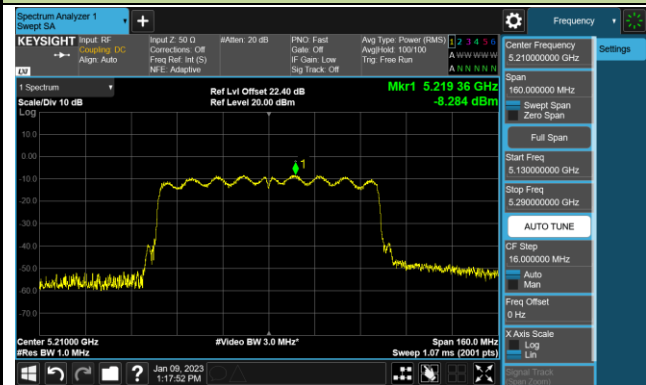 Spectrum Analyzer 1
Swept SA
Frequency
KEYSIGHT
Input: RF
Coupling: DC
Align: Auto
Input Z: 50 Ω
Corrections: Off
Freq Ref: Int (S)
NFE: Adaptive
#Atten: 20 dB
PNO: Fast
Gate: Off
IF Gain: Low
Sig Track: Off
Avg Type: Power (RMS)
Avg|Hold: 100/100
Trig: Free Run
1 2 3 4 5 6
A W W W W W
A N N N N N
LXI
1 Spectrum
Scale/Div 10 dB
Log
Ref Lvl Offset 22.40 dB
Ref Level 20.00 dBm
Mkr1 5.219 36 GHz
-8.284 dBm
10.0
0.00
-10.0
-20.0
-30.0
-40.0
-50.0
-60.0
-70.0
1
Center 5.21000 GHz
#Res BW 1.0 MHz
#Video BW 3.0 MHz*
Span 160.0 MHz
Sweep 1.07 ms (2001 pts)
Center Frequency
5.210000000 GHz
Settings
Span
160.000000 MHz
Swept Span
Zero Span
Full Span
Start Freq
5.130000000 GHz
Stop Freq
5.290000000 GHz
AUTO TUNE
CF Step
16.000000 MHz
Auto
Man
Freq Offset
0 Hz
X Axis Scale
Log
Lin
Signal Track
(Span Zoom)
?
Jan 09, 2023
1:17:52 PM